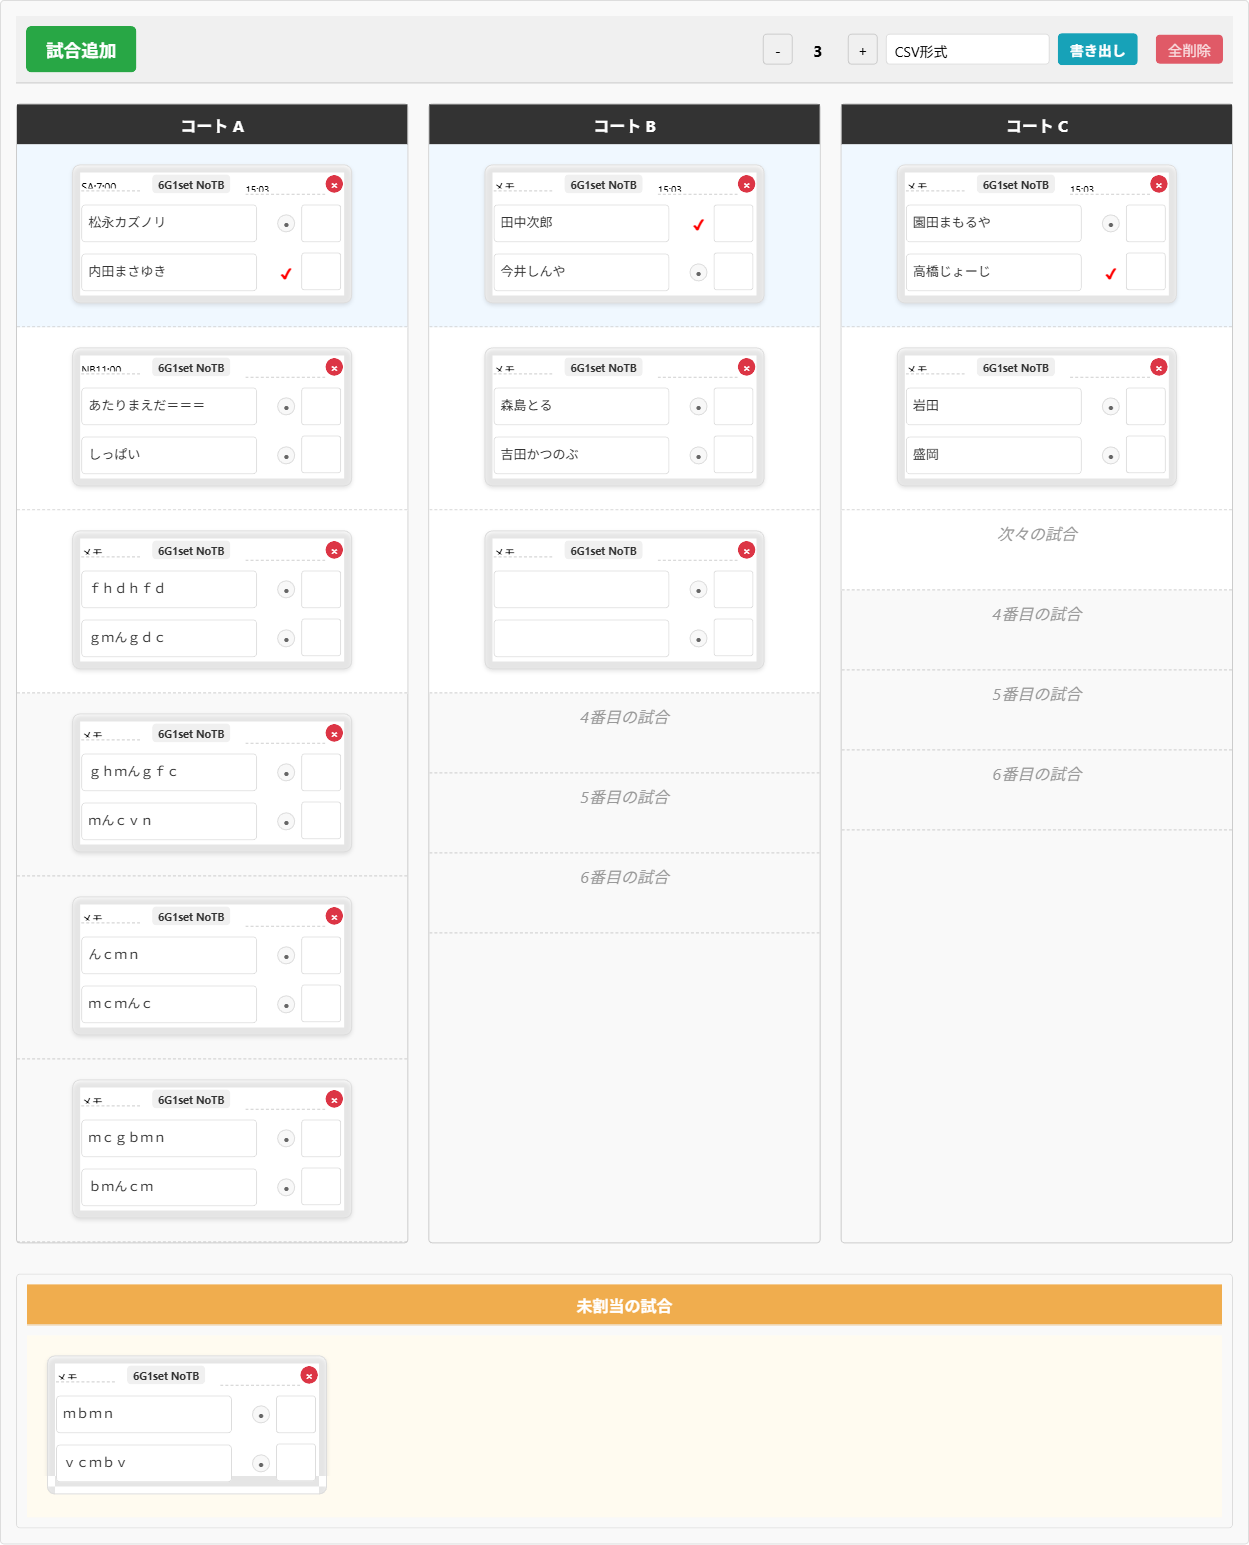 試合追加
- 3 + CSV形式 書き出し 全削除
コート A
SA:7:00 6G1set NoTB 15:03 ×
松永カズノリ
内田まさゆき ✓
NB11:00 6G1set NoTB ×
あたりまえだ＝＝＝
しっぱい
メモ 6G1set NoTB ×
ｆｈｄｈｆｄ
ｇｍんｇｄｃ
メモ 6G1set NoTB ×
ｇｈｍんｇｆｃ
ｍんｃｖｎ
メモ 6G1set NoTB ×
んｃｍｎ
ｍｃｍんｃ
メモ 6G1set NoTB ×
ｍｃｇｂｍｎ
ｂｍんｃｍ
コート B
メモ 6G1set NoTB 15:03 ×
田中次郎 ✓
今井しんや
メモ 6G1set NoTB ×
森島とる
吉田かつのぶ
メモ 6G1set NoTB ×
4番目の試合
5番目の試合
6番目の試合
コート C
メモ 6G1set NoTB 15:03 ×
園田まもるや
高橋じょーじ ✓
メモ 6G1set NoTB ×
岩田
盛岡
次々の試合
4番目の試合
5番目の試合
6番目の試合
未割当の試合
メモ 6G1set NoTB ×
ｍｂｍｎ
ｖｃｍｂｖ